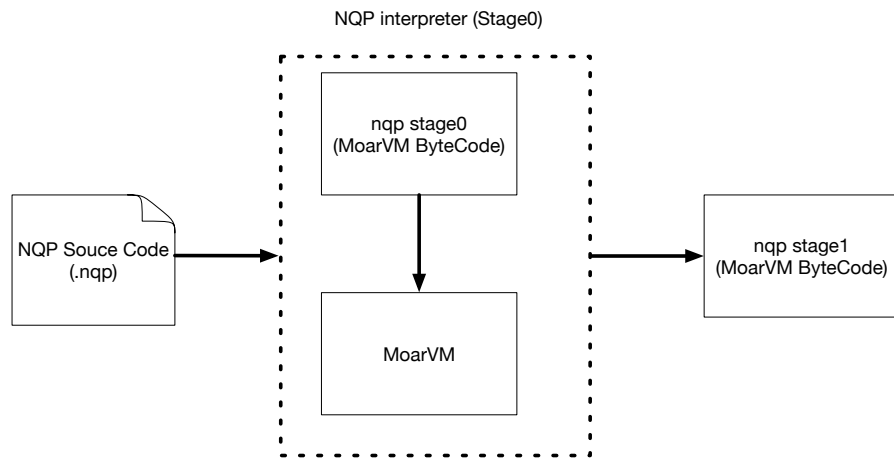 NQP interpreter (Stage0)
nqp stage0
(MoarVM ByteCode)
NQP Souce Code
(.nqp)
nqp stage1
(MoarVM ByteCode)
MoarVM